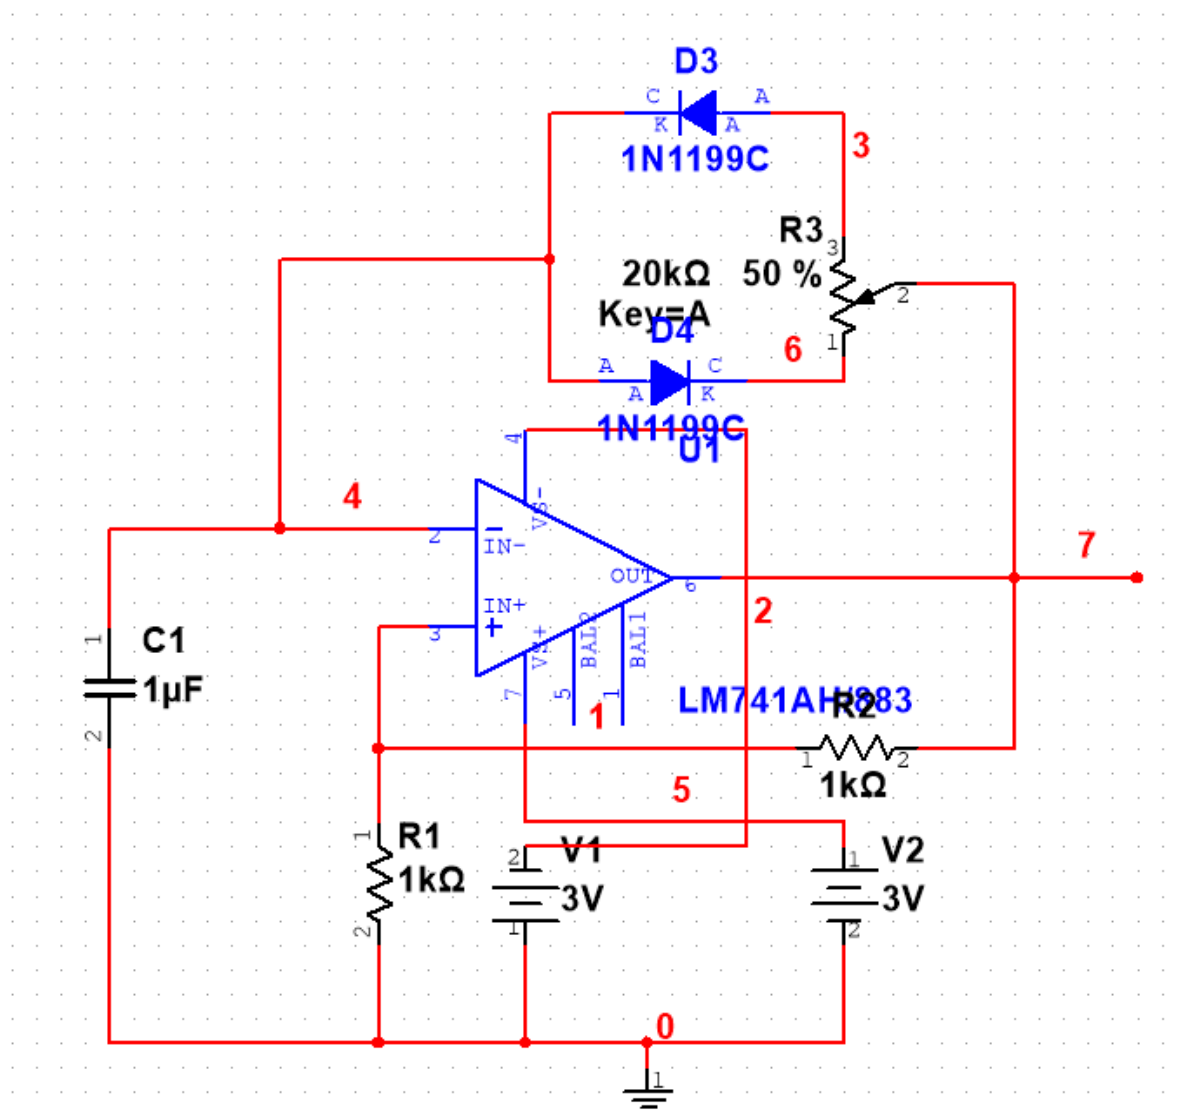 D3
C A
K A
1N1199C
3
R3
3
20kΩ 50 %
2
Key=A
D4
1
6
A C
A K
1N1199C
U1
4
VS-
4
2
IN-
7
OUT
6
IN+
3
VS+
BAL2
BAL1
2
C1
1
1µF
2
7
5
1
1
LM741AH/883
R2
1 2
1kΩ
5
R1
1
1kΩ
2
V1
2
3V
1
V2
1
3V
2
0
1